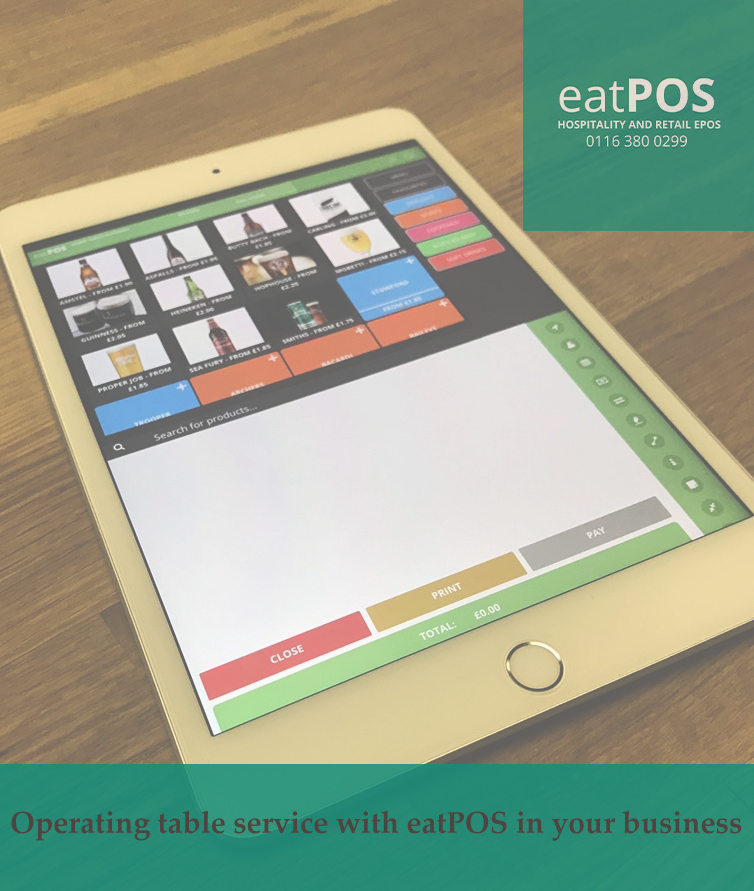 eatPOS
HOSPITALITY AND RETAIL EPOS
0116 380 0299
eatPOS
AMSTEL - FROM £1.90
ASPALLS - FROM £1.95
BUTTY BACH - FROM
£1.85
CARLING - FROM £2.00
GUINNESS - FROM
£2.05
HEINEKEN - FROM
£2.00
HOPHOUSE - FROM
£2.25
MORETTI - FROM £2.15
PROPER JOB - FROM
£1.85
SEA FURY - FROM £1.85
SMITHS - FROM £1.75
STOWFORD
FROM £1.85
TROOPER
ARCHERS
BACARDI
Search for products...
CLOSE
PRINT
PAY
TOTAL: £0.00
Operating table service with eatPOS in your business